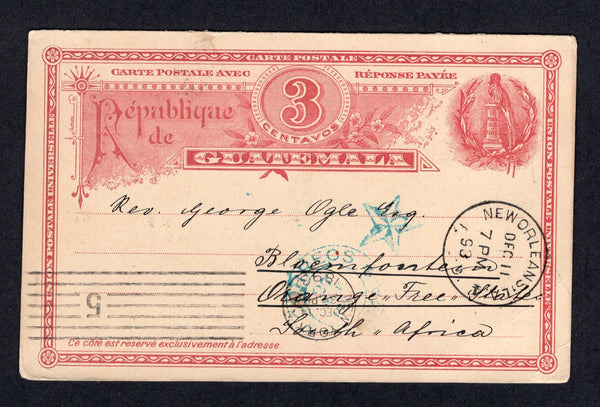 CARTE POSTALE
CARTE POSTALE AVEC RÉPONSE PAYÉE
3
CENTAVOS
République
de
GUATEMALA
UNION POSTALE UNIVERSELLE
UNION POSTALE UNIVERSELLE
Rev. George Ogle Esq.
Bloemfontein
Orange "Free" State
South "Africa
NEW ORLEANS, LA.
DEC 11
7 PM
93
5
DEC.
Ce côté est reservé exclusivement à l'adresse.